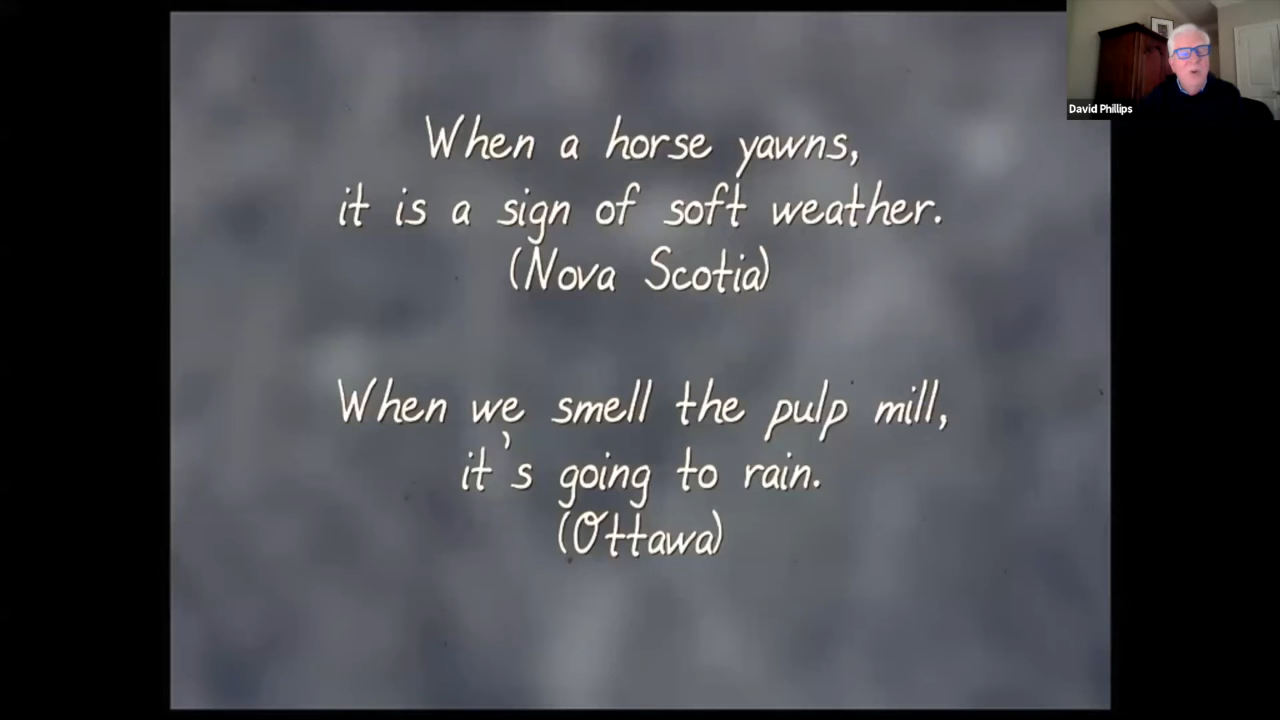 David Phillips
When a horse yawns,
it is a sign of soft weather.
(Nova Scotia)
When we smell the pulp mill,
it's going to rain.
(Ottawa)